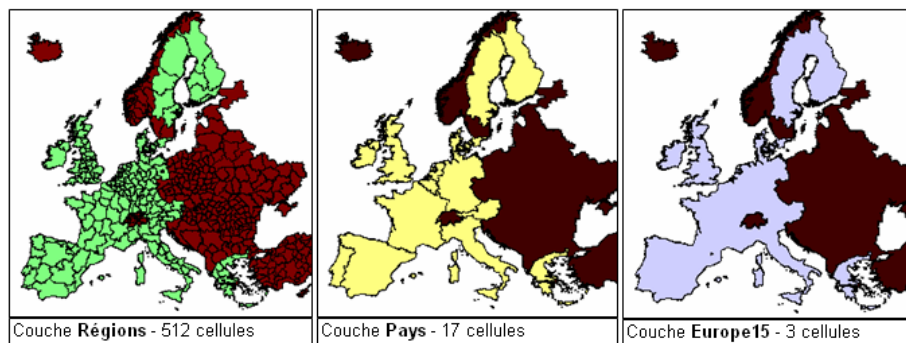 Couche Régions - 512 cellules
Couche Pays - 17 cellules
Couche Europe15 - 3 cellules